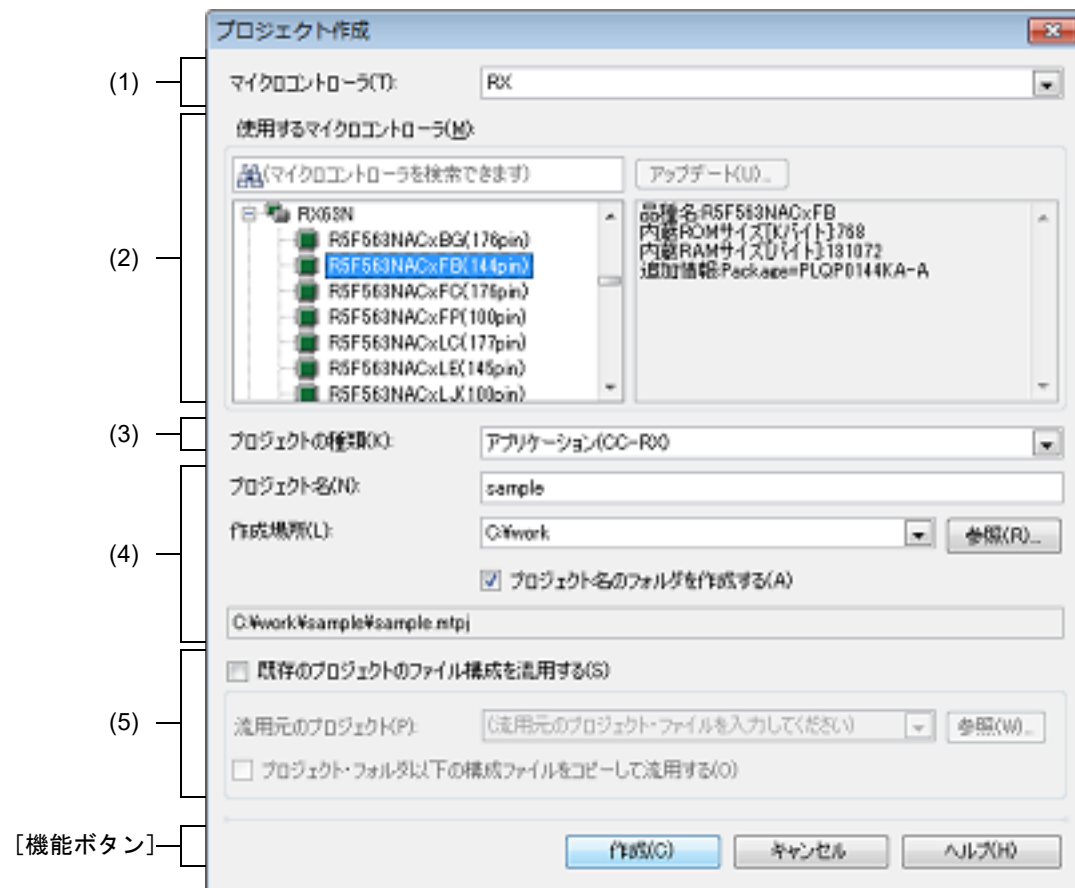 プロジェクト作成
(1)
マイクロコントローラ(T):
RX
使用するマイクロコントローラ(M):
(マイクロコントローラを検索できます)
アップデート(U)...
(2)
RX63N
R5F563NACxBG(176pin)
R5F563NACxFB(144pin)
R5F563NACxFC(176pin)
R5F563NACxFP(100pin)
R5F563NACxLC(177pin)
R5F563NACxLE(145pin)
R5F563NACxLJ(100pin)
品種名:R5F563NACxFB
内蔵ROMサイズ[Kバイト]:768
内蔵RAMサイズ[バイト]:131072
追加情報:Package=PLQP0144KA-A
(3)
プロジェクトの種類(K):
アプリケーション(CC-RX)
(4)
プロジェクト名(N):
sample
作成場所(L):
C:¥work
参照(R)...
プロジェクト名のフォルダを作成する(A)
C:¥work¥sample¥sample.mtpj
(5)
既存のプロジェクトのファイル構成を流用する(S)
流用元のプロジェクト(P):
(流用元のプロジェクト・ファイルを入力してください)
参照(W)...
プロジェクト・フォルダ以下の構成ファイルをコピーして流用する(O)
[機能ボタン]
作成(C)
キャンセル
ヘルプ(H)